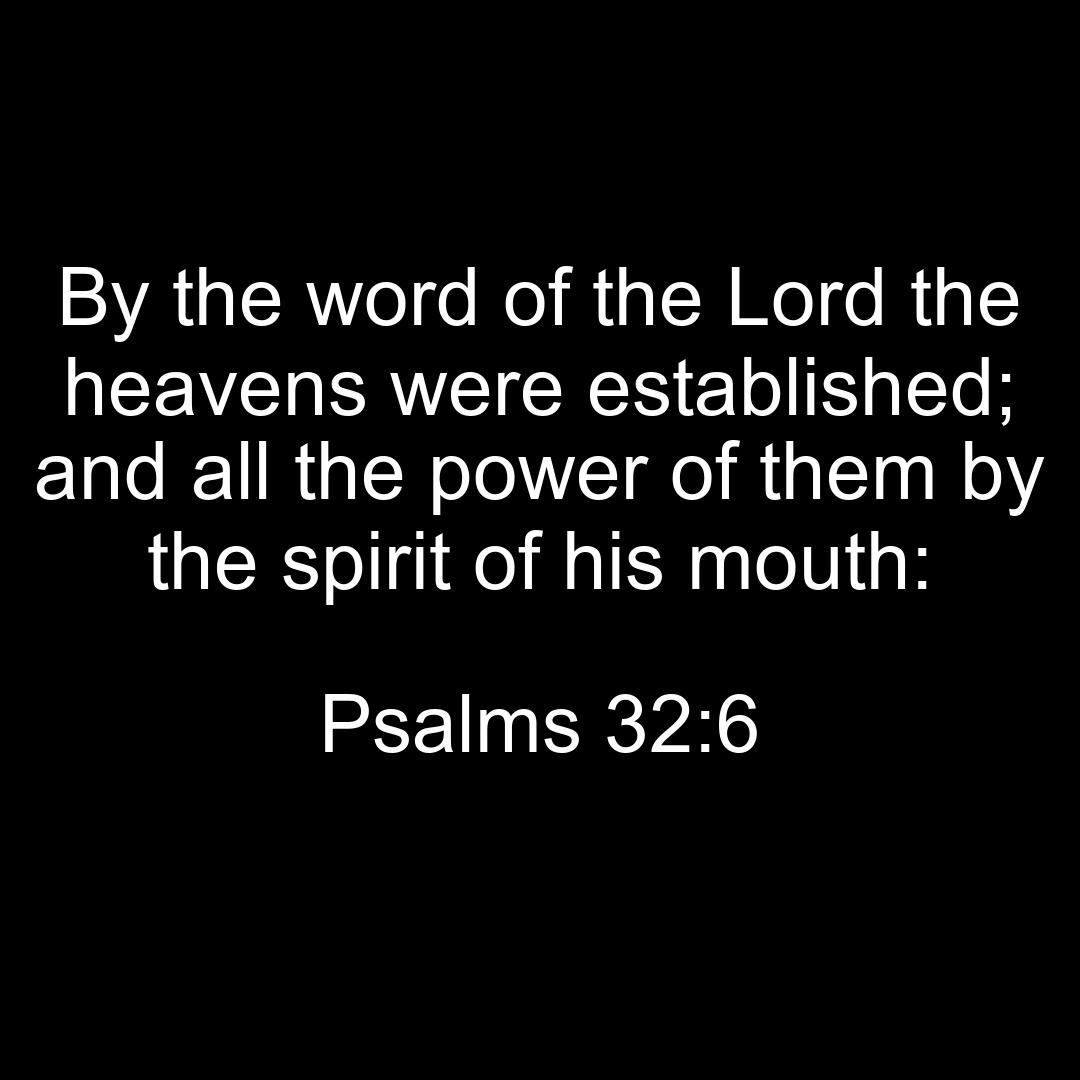 By the word of the Lord the
heavens were established;
and all the power of them by
the spirit of his mouth:
Psalms 32:6